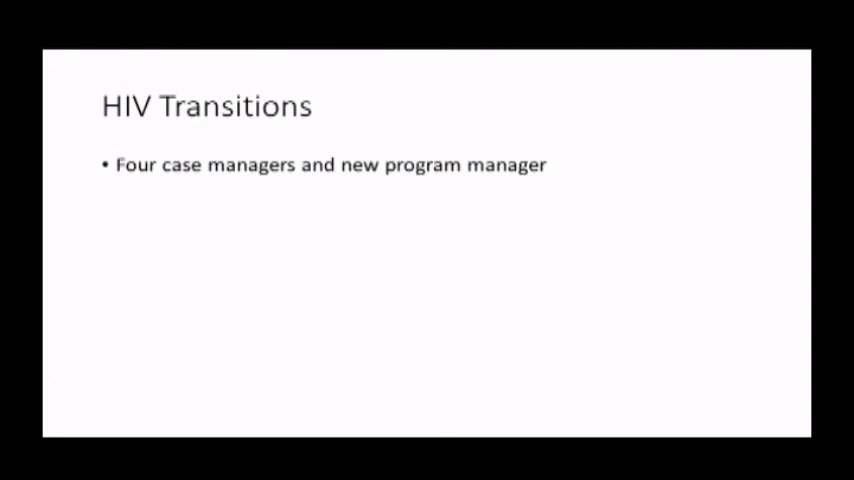 HIV Transitions
• Four case managers and new program manager